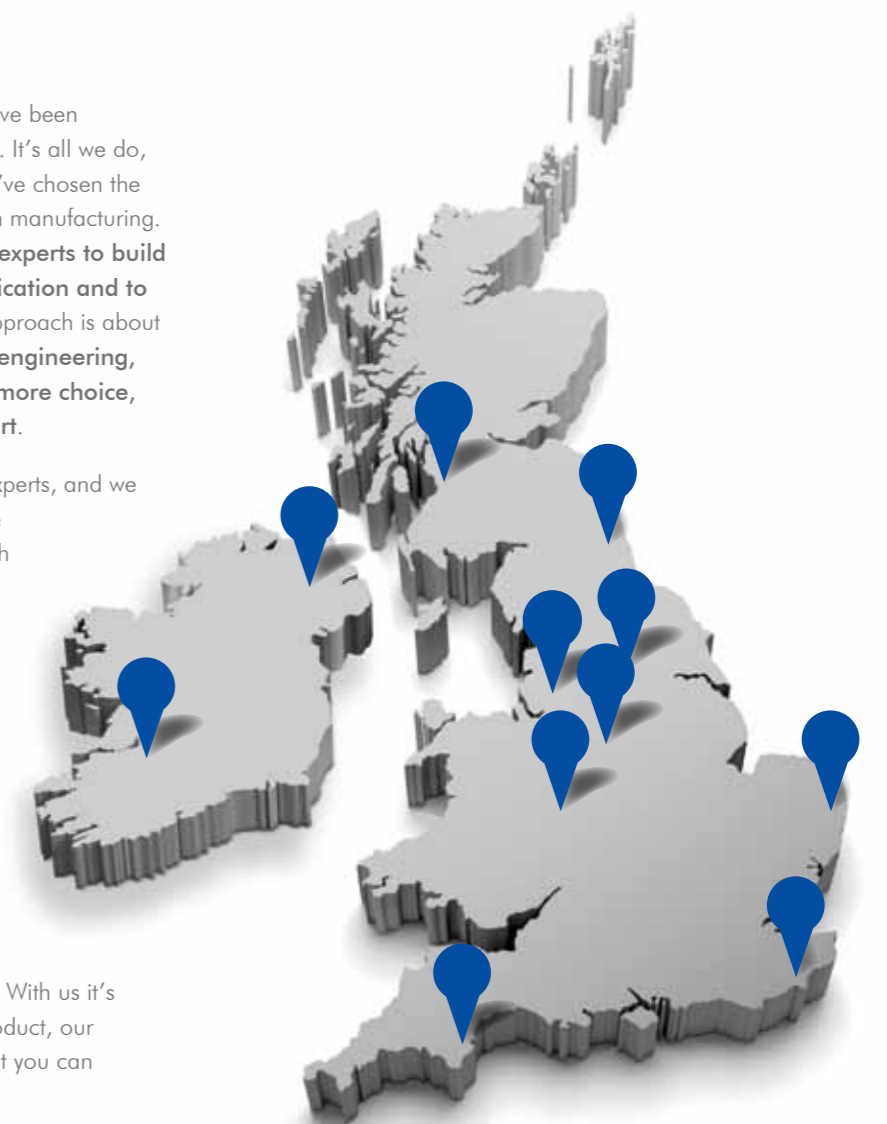 ve been
. It’s all we do,
’ve chosen the
n manufacturing.
experts to build
ication and to
pproach is about
engineering,
more choice,
rt.
xperts, and we
h
With us it’s
oduct, our
t you can